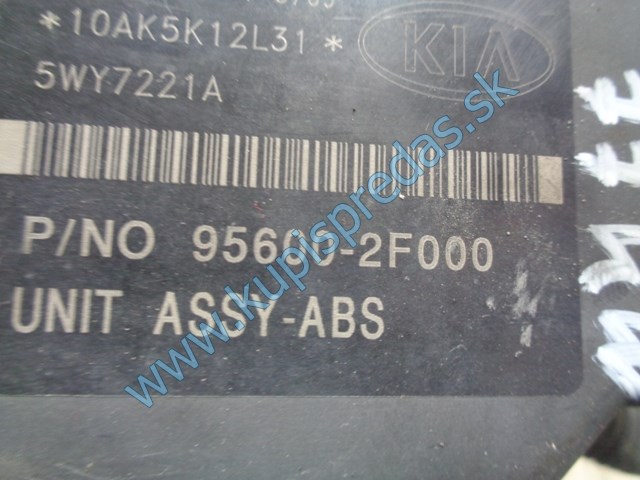 *10AK5K12L31*
KIA
5WY7221A
P/NO 95600-2F000
UNIT ASSY-ABS
www.kupispredas.sk